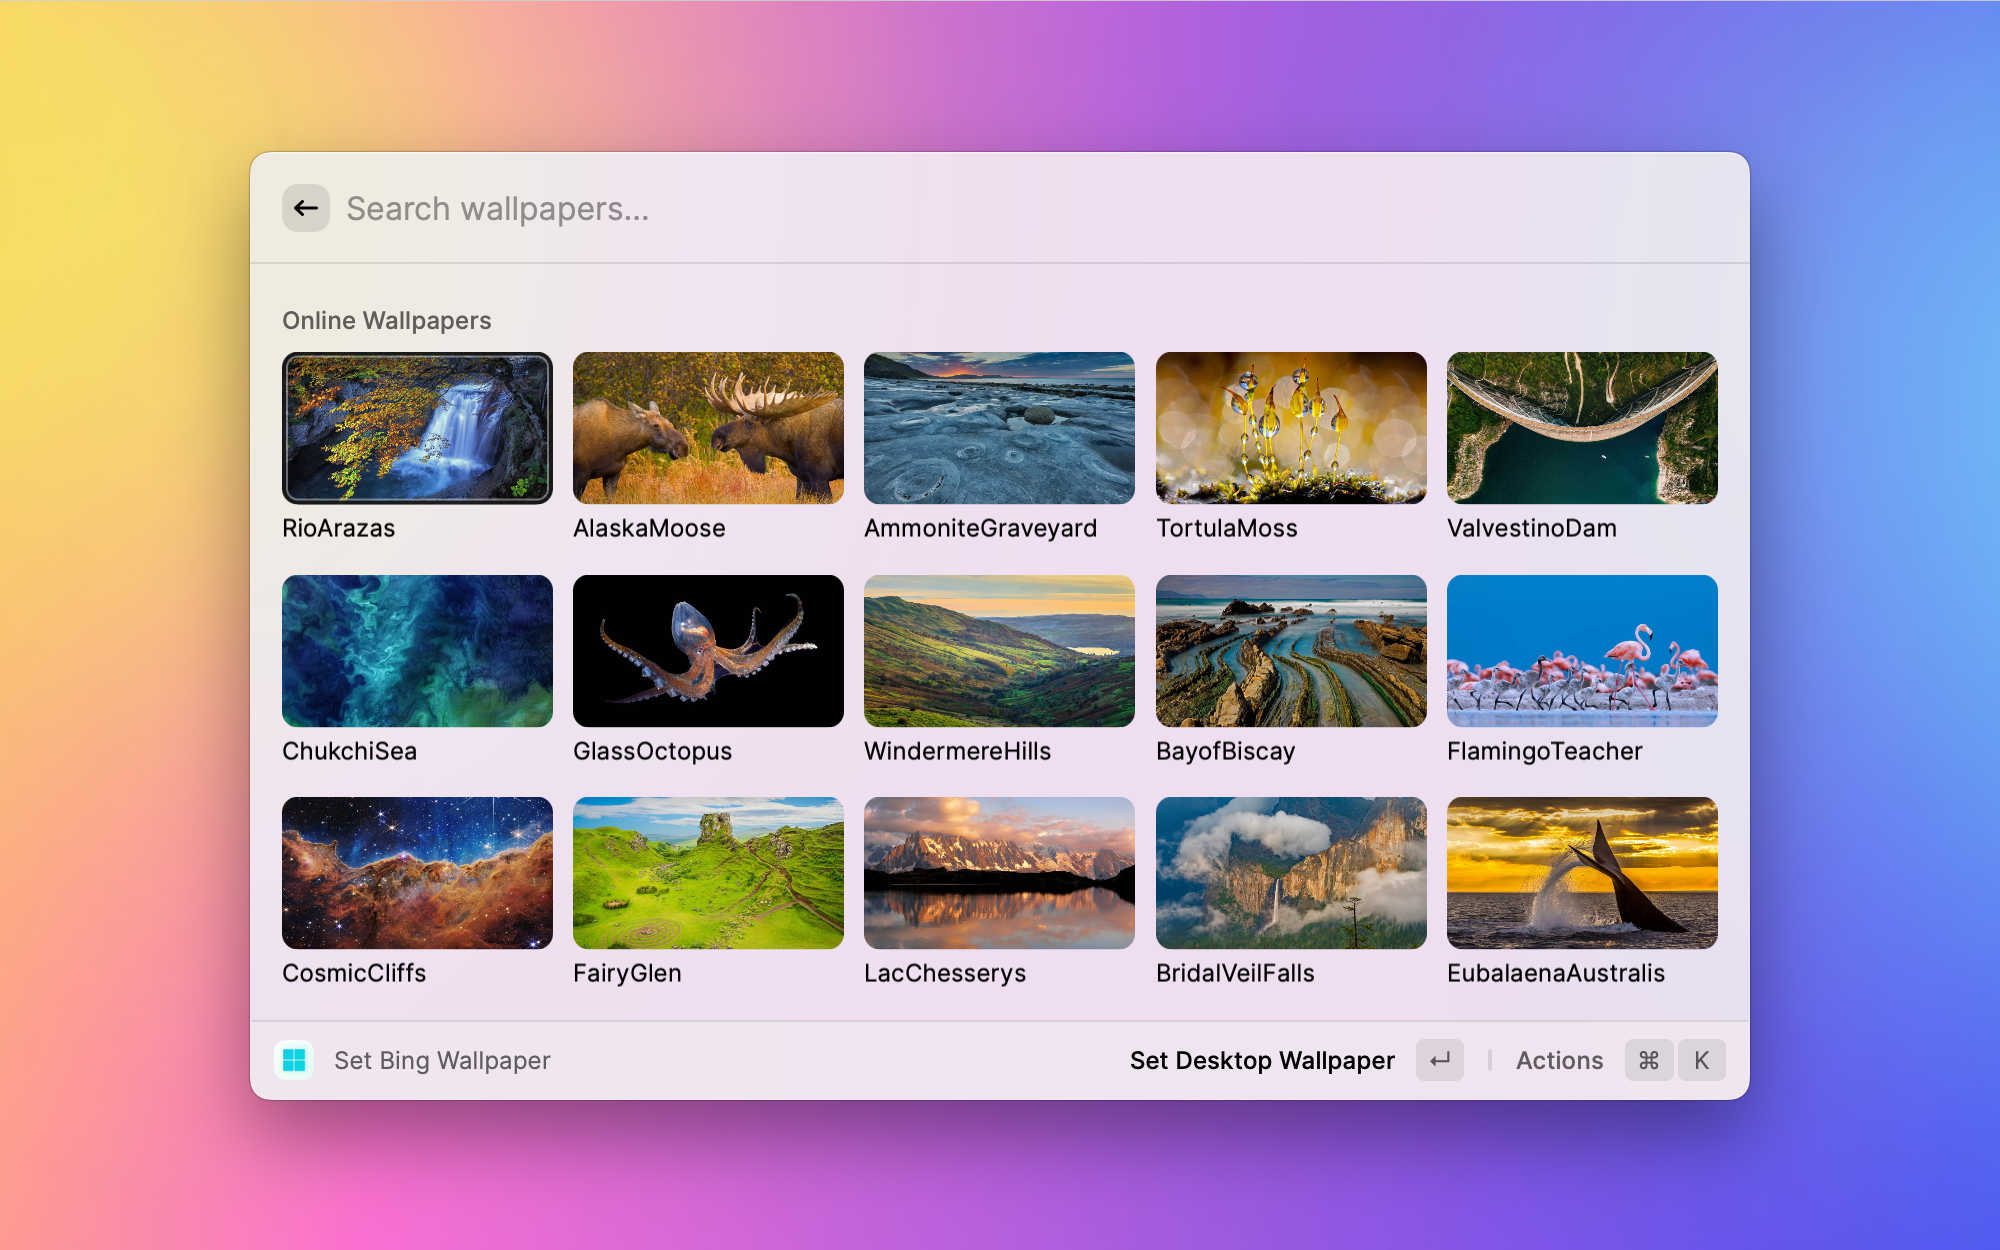 Search wallpapers...
Online Wallpapers
RioArazas
AlaskaMoose
AmmoniteGraveyard
TortulaMoss
ValvestinoDam
ChukchiSea
GlassOctopus
WindermereHills
BayofBiscay
FlamingoTeacher
CosmicCliffs
FairyGlen
LacChesserys
BridalVeilFalls
EubalaenaAustralis
Set Bing Wallpaper
Set Desktop Wallpaper ↵
Actions ⌘ K